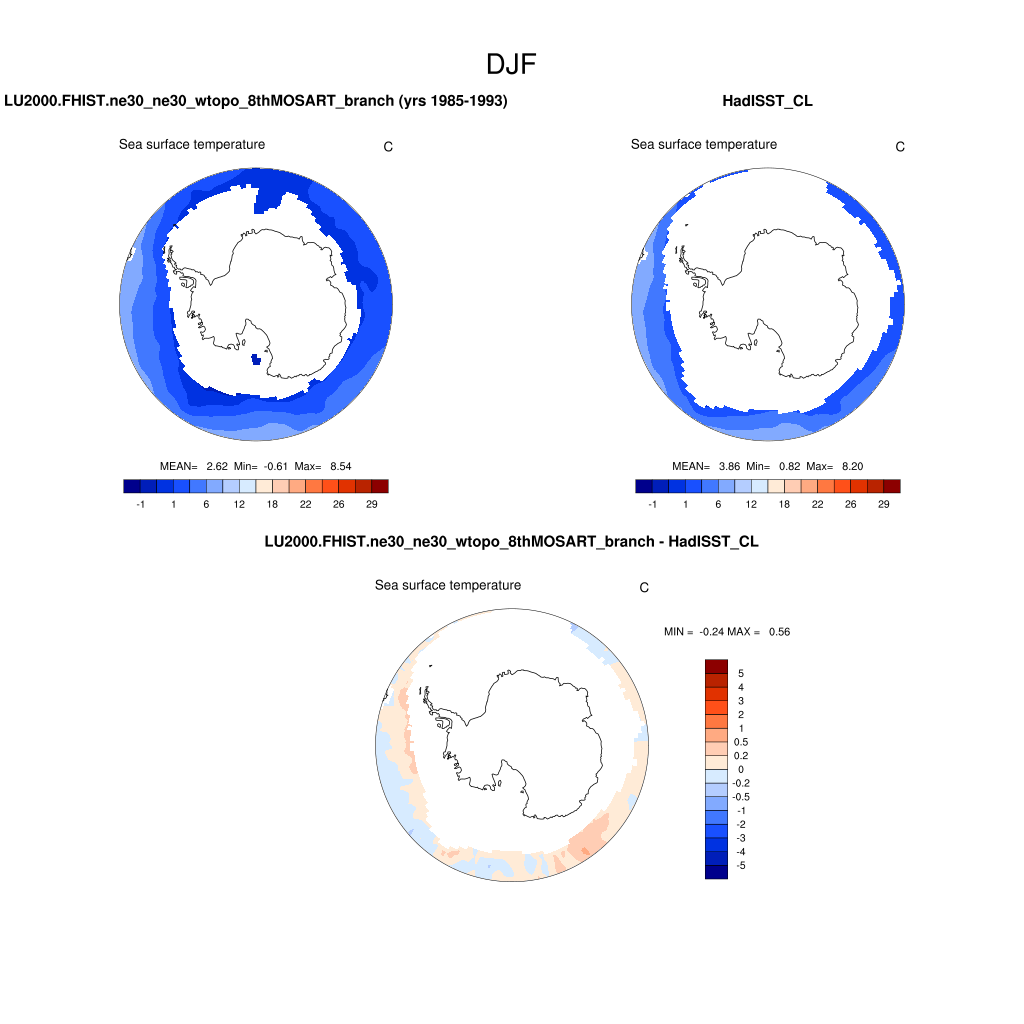 DJF
LU2000.FHIST.ne30_ne30_wtopo_8thMOSART_branch (yrs 1985-1993)
HadISST_CL
Sea surface temperature C
Sea surface temperature C
MEAN= 2.62 Min= -0.61 Max= 8.54
MEAN= 3.86 Min= 0.82 Max= 8.20
-1 1 6 12 18 22 26 29
-1 1 6 12 18 22 26 29
LU2000.FHIST.ne30_ne30_wtopo_8thMOSART_branch - HadISST_CL
Sea surface temperature C
MIN = -0.24 MAX = 0.56
5
4
3
2
1
0.5
0.2
0
-0.2
-0.5
-1
-2
-3
-4
-5